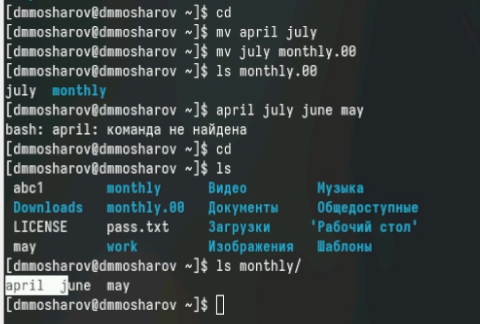 [dmmosharov@dmmosharov ~]$ cd
[dmmosharov@dmmosharov ~]$ mv april july
[dmmosharov@dmmosharov ~]$ mv july monthly.00
[dmmosharov@dmmosharov ~]$ ls monthly.00
july monthly
[dmmosharov@dmmosharov ~]$ april july june may
bash: april: команда не найдена
[dmmosharov@dmmosharov ~]$ cd
[dmmosharov@dmmosharov ~]$ ls
abc1 monthly Видео Музыка
Downloads monthly.00 Документы Общедоступные
LICENSE pass.txt Загрузки 'Рабочий стол'
may work Изображения Шаблоны
[dmmosharov@dmmosharov ~]$ ls monthly/
april june may
[dmmosharov@dmmosharov ~]$